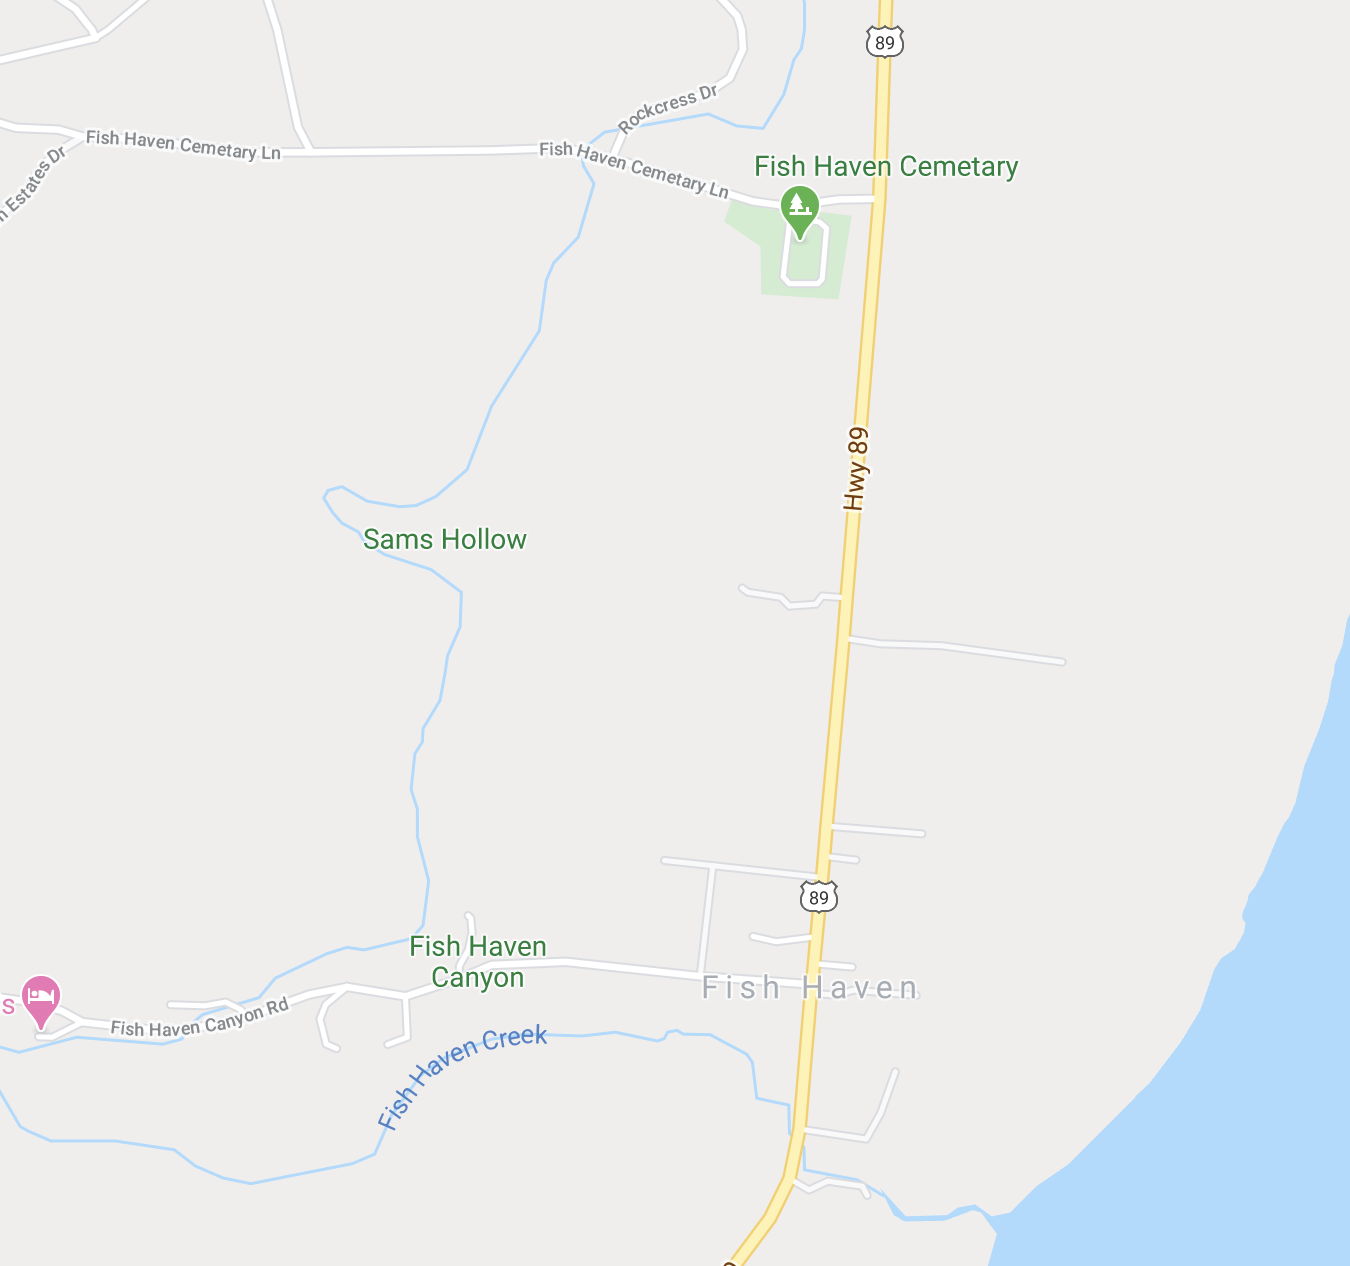 89
Rockcress Dr
Fish Haven Cemetary Ln
Fish Haven Cemetary Ln
Estates Dr
Fish Haven Cemetary
Hwy 89
Sams Hollow
89
Fish Haven
Canyon
Fish Haven
Fish Haven Canyon Rd
Fish Haven Creek